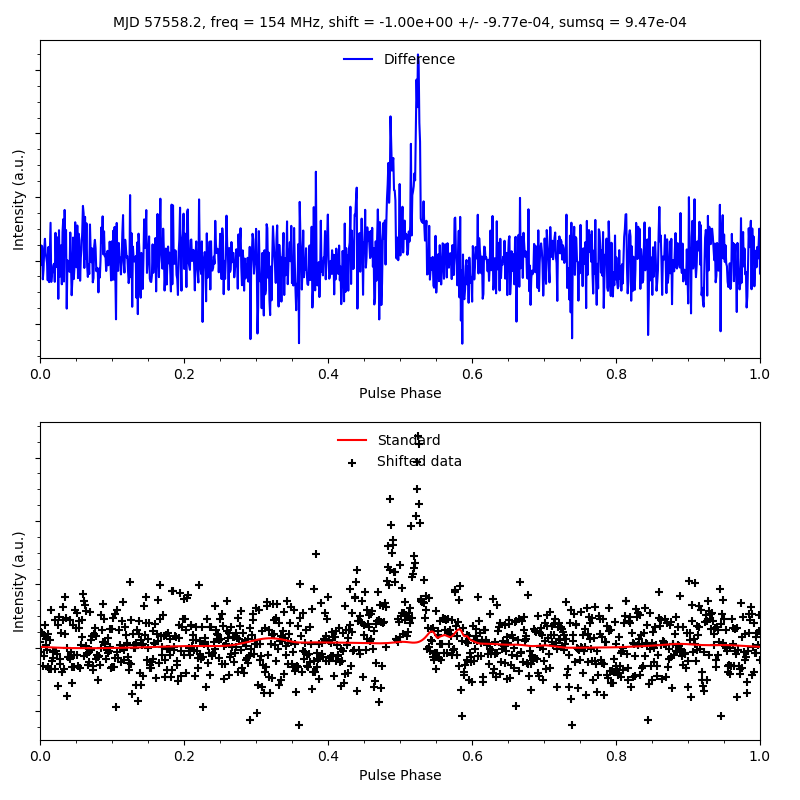 MJD 57558.2, freq = 154 MHz, shift = -1.00e+00 +/- -9.77e-04, sumsq = 9.47e-04
Difference
Intensity (a.u.)
0.0 0.2 0.4 0.6 0.8 1.0
Pulse Phase
Standard
Shifted data
Intensity (a.u.)
0.0 0.2 0.4 0.6 0.8 1.0
Pulse Phase